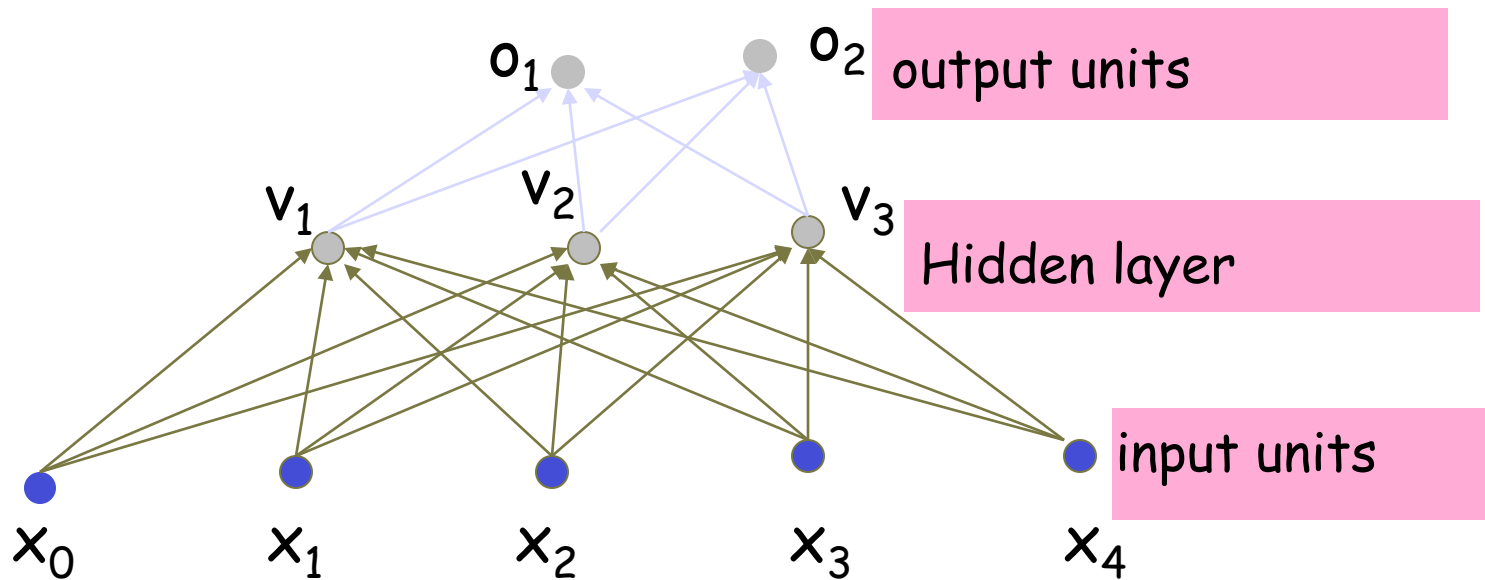 o₁
o₂
output units
v₁
v₂
v₃
Hidden layer
input units
x₀
x₁
x₂
x₃
x₄